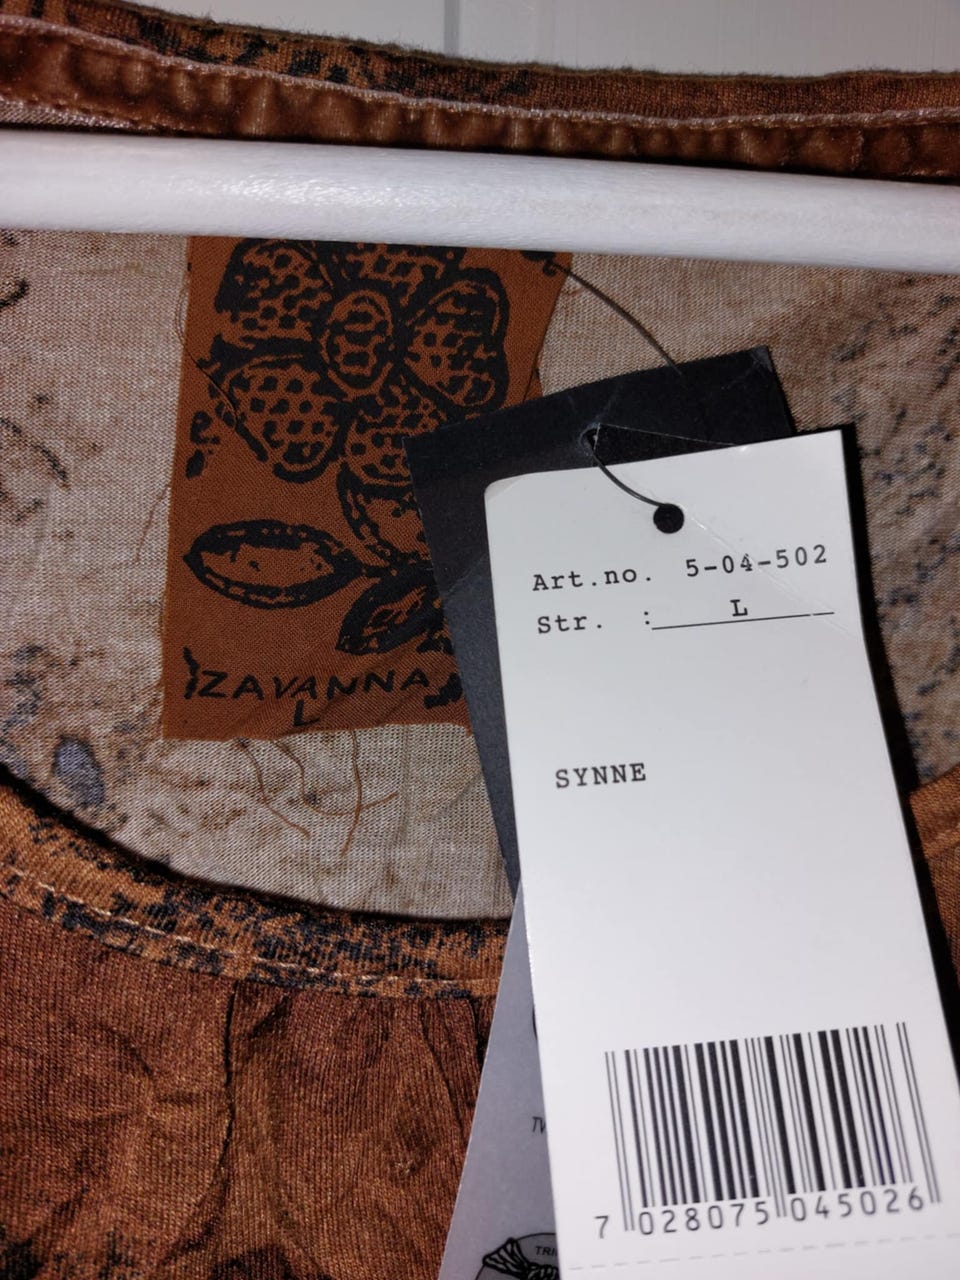 ZAVANNA
L
Art.no. 5-04-502
Str. : L
SYNNE
7 028075 045026